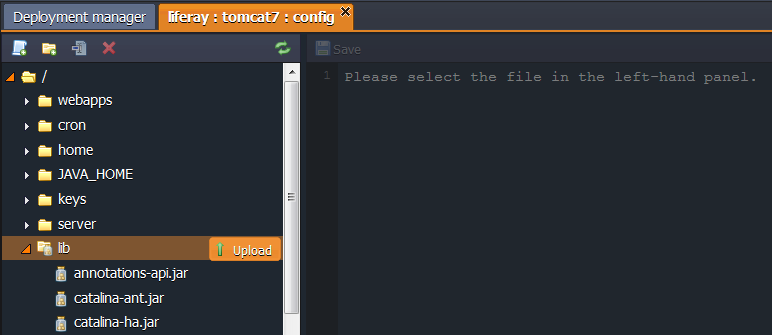 Deployment manager
liferay : tomcat7 : config
Save
/
1 Please select the file in the left-hand panel.
webapps
cron
home
JAVA_HOME
keys
server
lib
Upload
annotations-api.jar
catalina-ant.jar
catalina-ha.jar